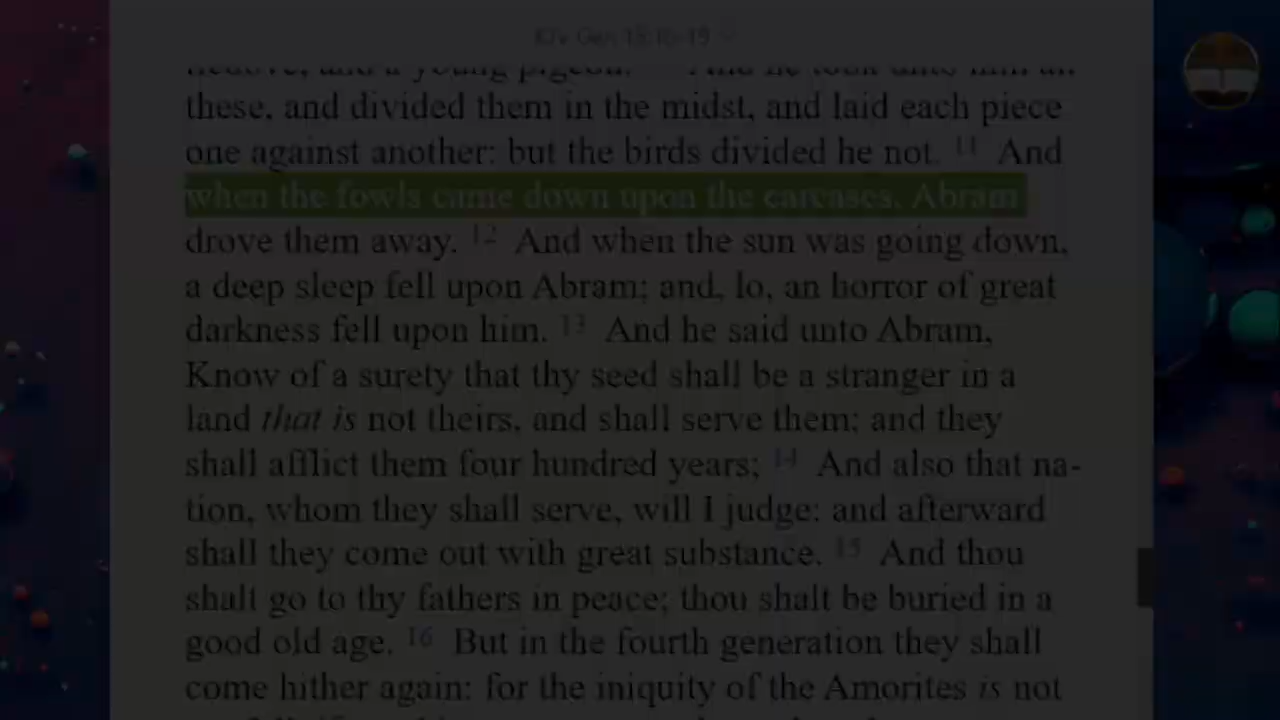 these, and divided them in the midst, and laid each piece
one against another: but the birds divided he not. 11 And
when the fowls came down upon the carcases, Abram
drove them away. 12 And when the sun was going down,
a deep sleep fell upon Abram; and, lo, an horror of great
darkness fell upon him. 13 And he said unto Abram,
Know of a surety that thy seed shall be a stranger in a
land that is not theirs, and shall serve them; and they
shall afflict them four hundred years; 14 And also that na-
tion, whom they shall serve, will I judge: and afterward
shall they come out with great substance. 15 And thou
shalt go to thy fathers in peace; thou shalt be buried in a
good old age. 16 But in the fourth generation they shall
come hither again: for the iniquity of the Amorites is not